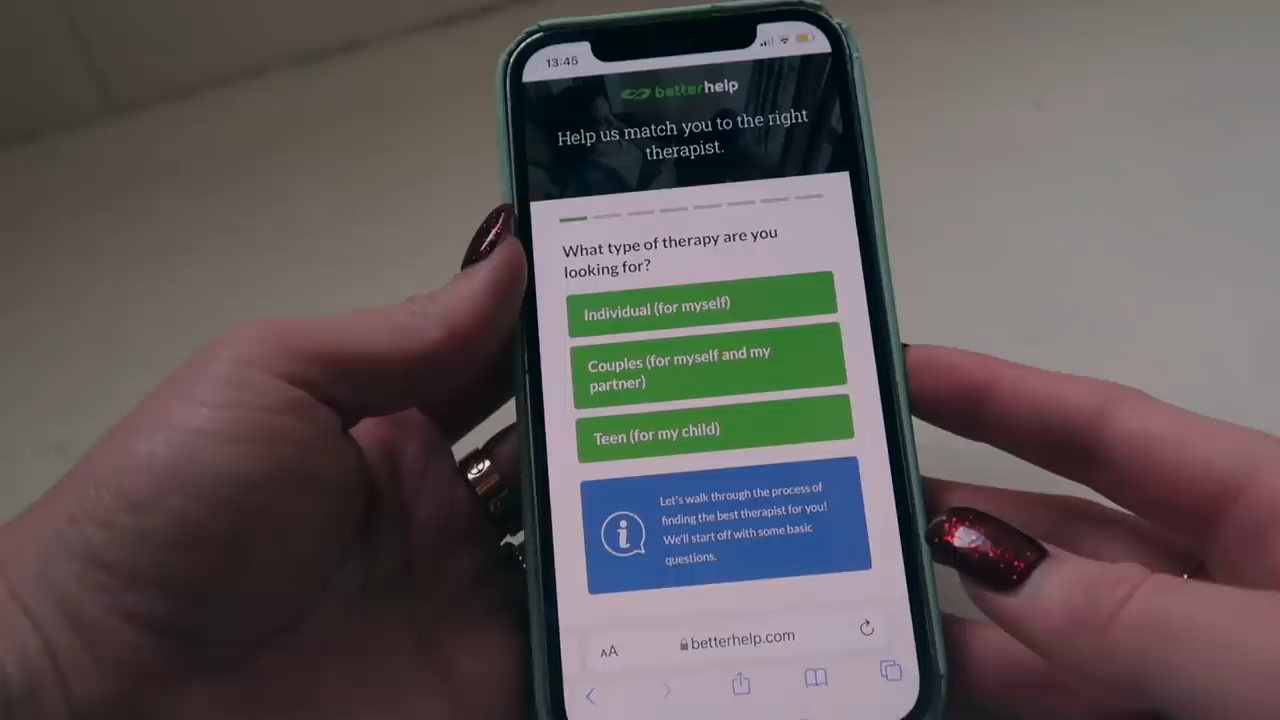 13:45
betterhelp
Help us match you to the right
therapist.
What type of therapy are you
looking for?
Individual (for myself)
Couples (for myself and my
partner)
Teen (for my child)
Let's walk through the process of
finding the best therapist for you!
We'll start off with some basic
questions.
AA
betterhelp.com